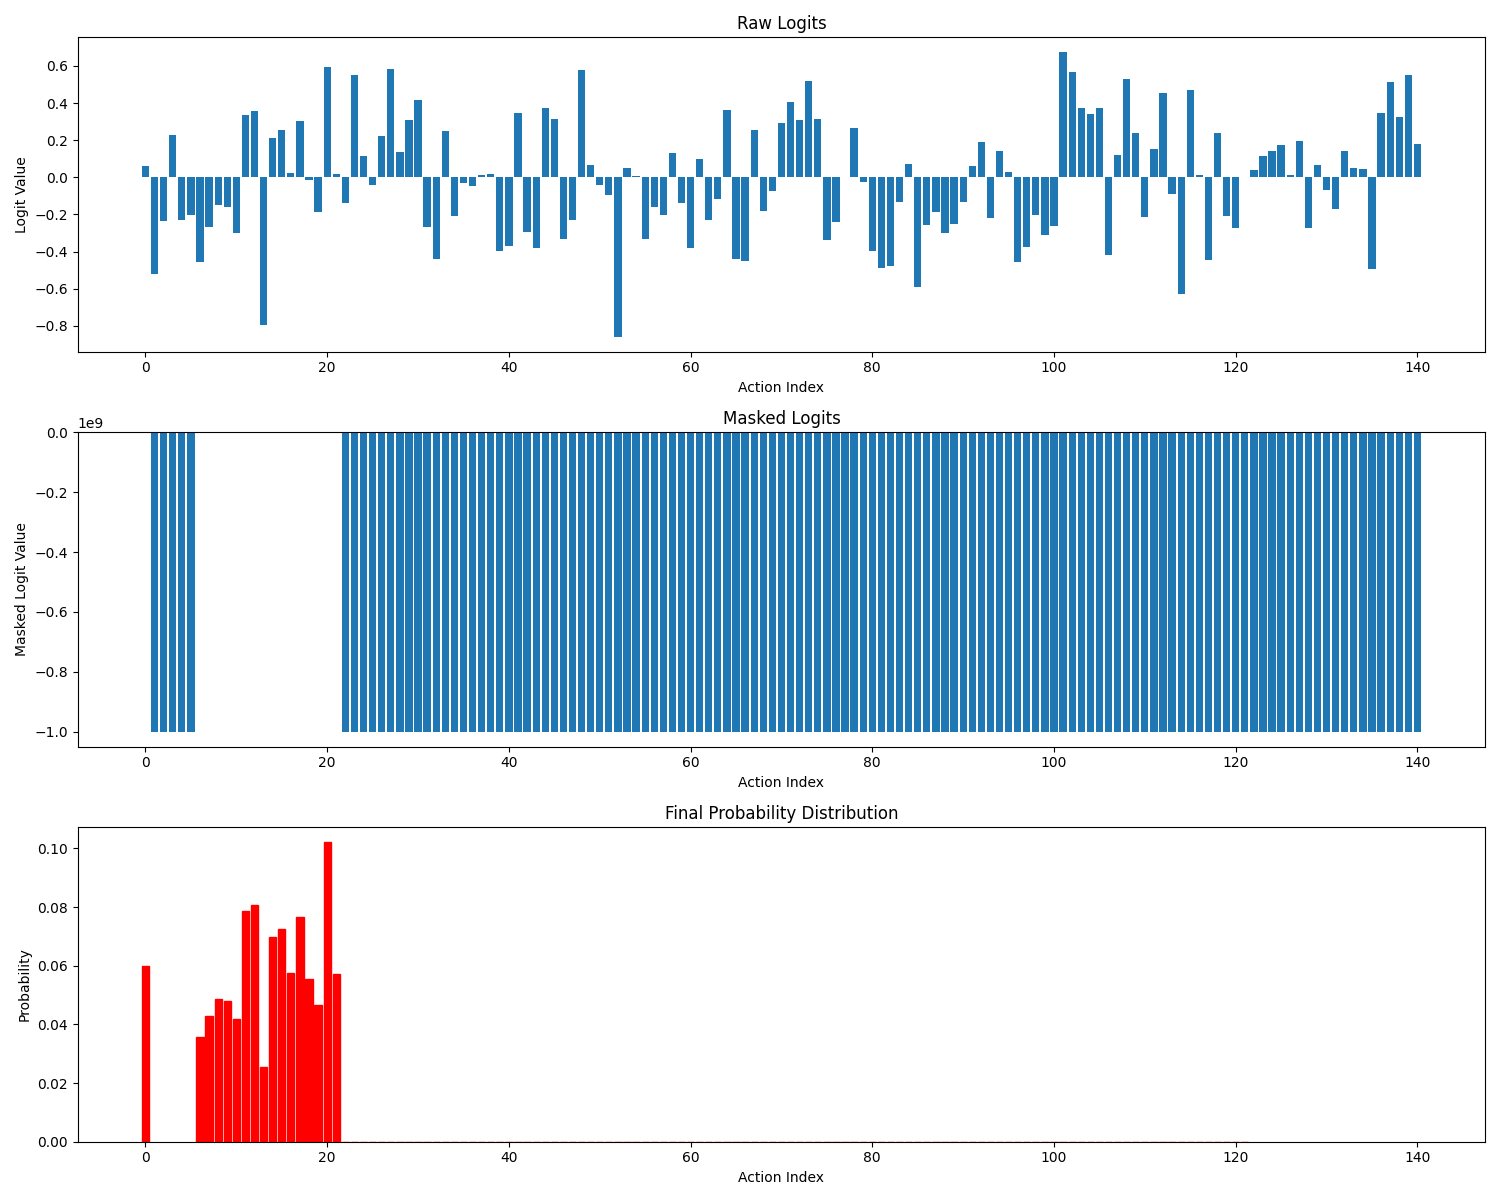 Raw Logits
Logit Value
0.6
0.4
0.2
0.0
−0.2
−0.4
−0.6
−0.8
0 20 40 60 80 100 120 140
Action Index
Masked Logits
1e9
Masked Logit Value
0.0
−0.2
−0.4
−0.6
−0.8
−1.0
0 20 40 60 80 100 120 140
Action Index
Final Probability Distribution
Probability
0.10
0.08
0.06
0.04
0.02
0.00
0 20 40 60 80 100 120 140
Action Index